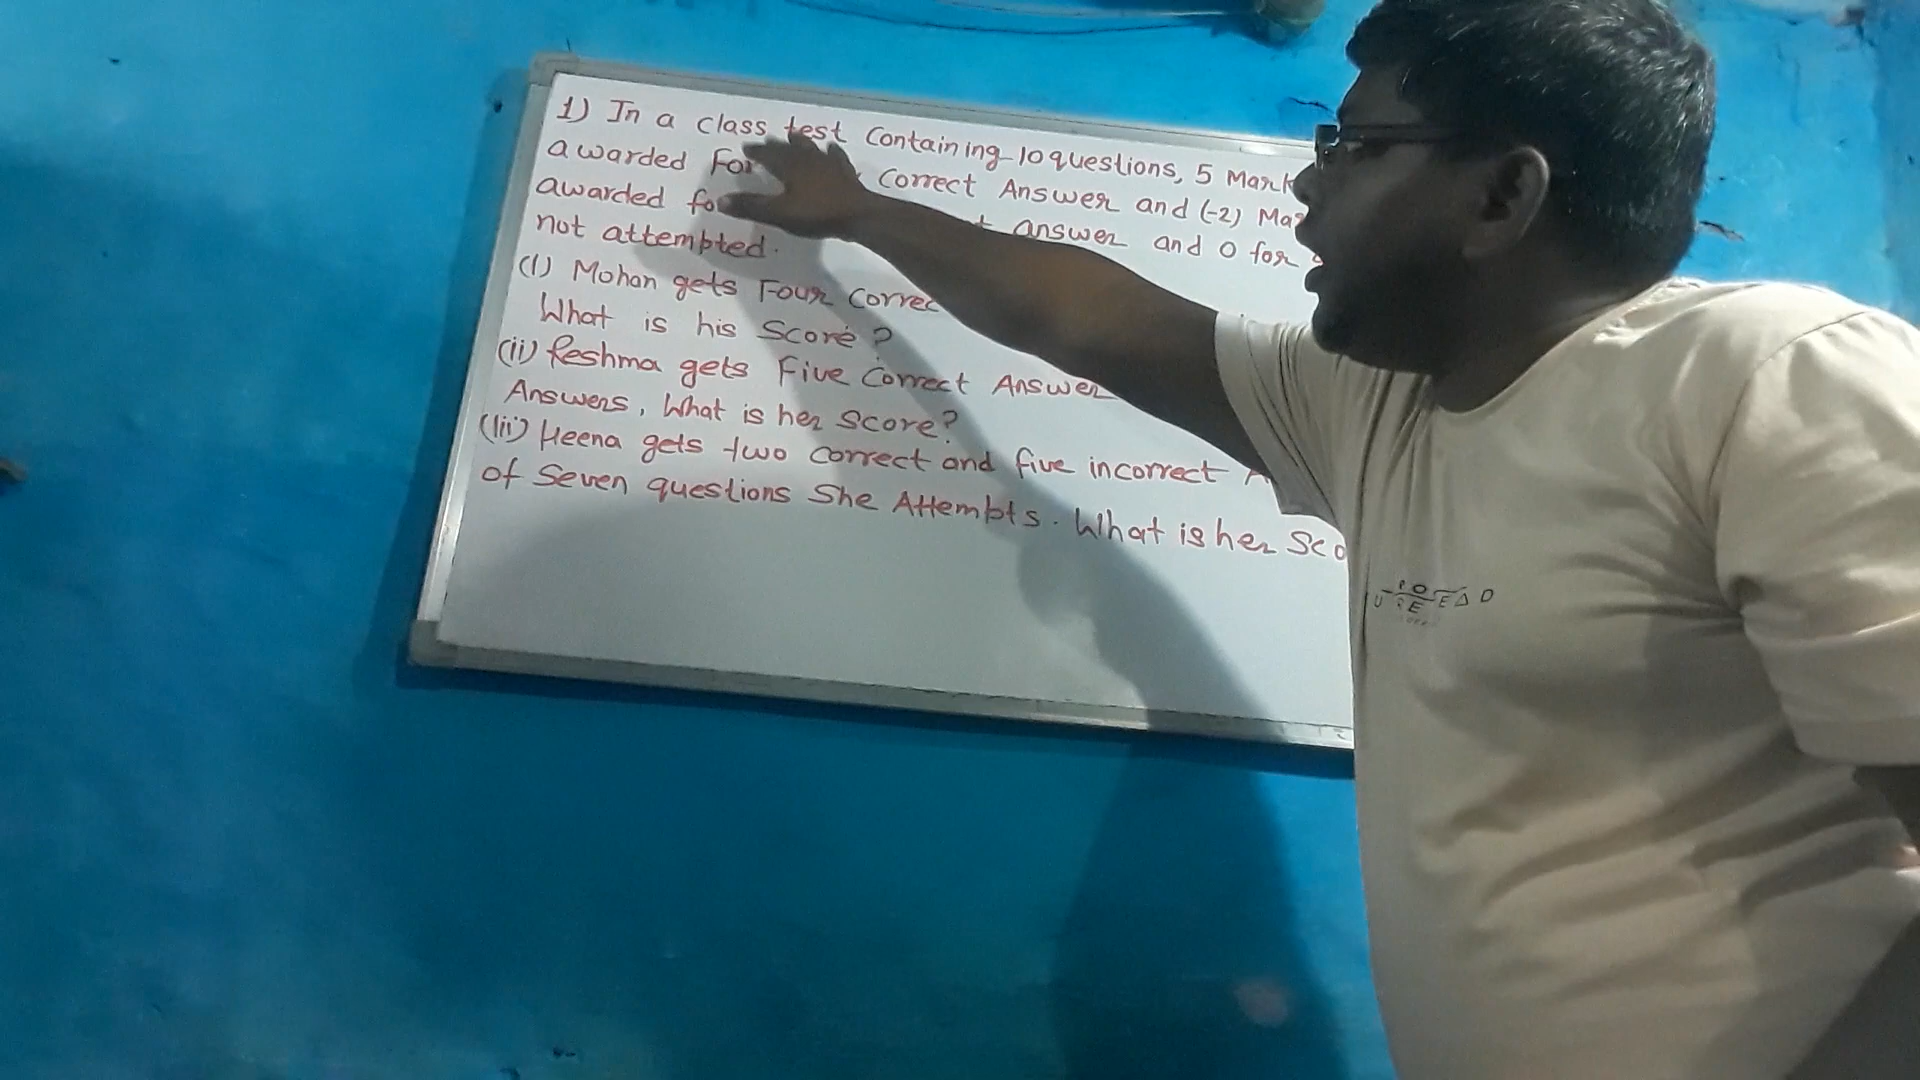 1) In a class test Containing 10 questions, 5 Mark
awarded For Correct Answer and (-2) Ma
awarded for answer and 0 for
not attempted.
(I) Mohan gets Four Correc
What is his Score?
(ii) Reshma gets Five Correct Answer
Answers, What is her Score?
(iii) Heena gets two correct and five incorrect
of Seven questions She Attempts. What is her Sco